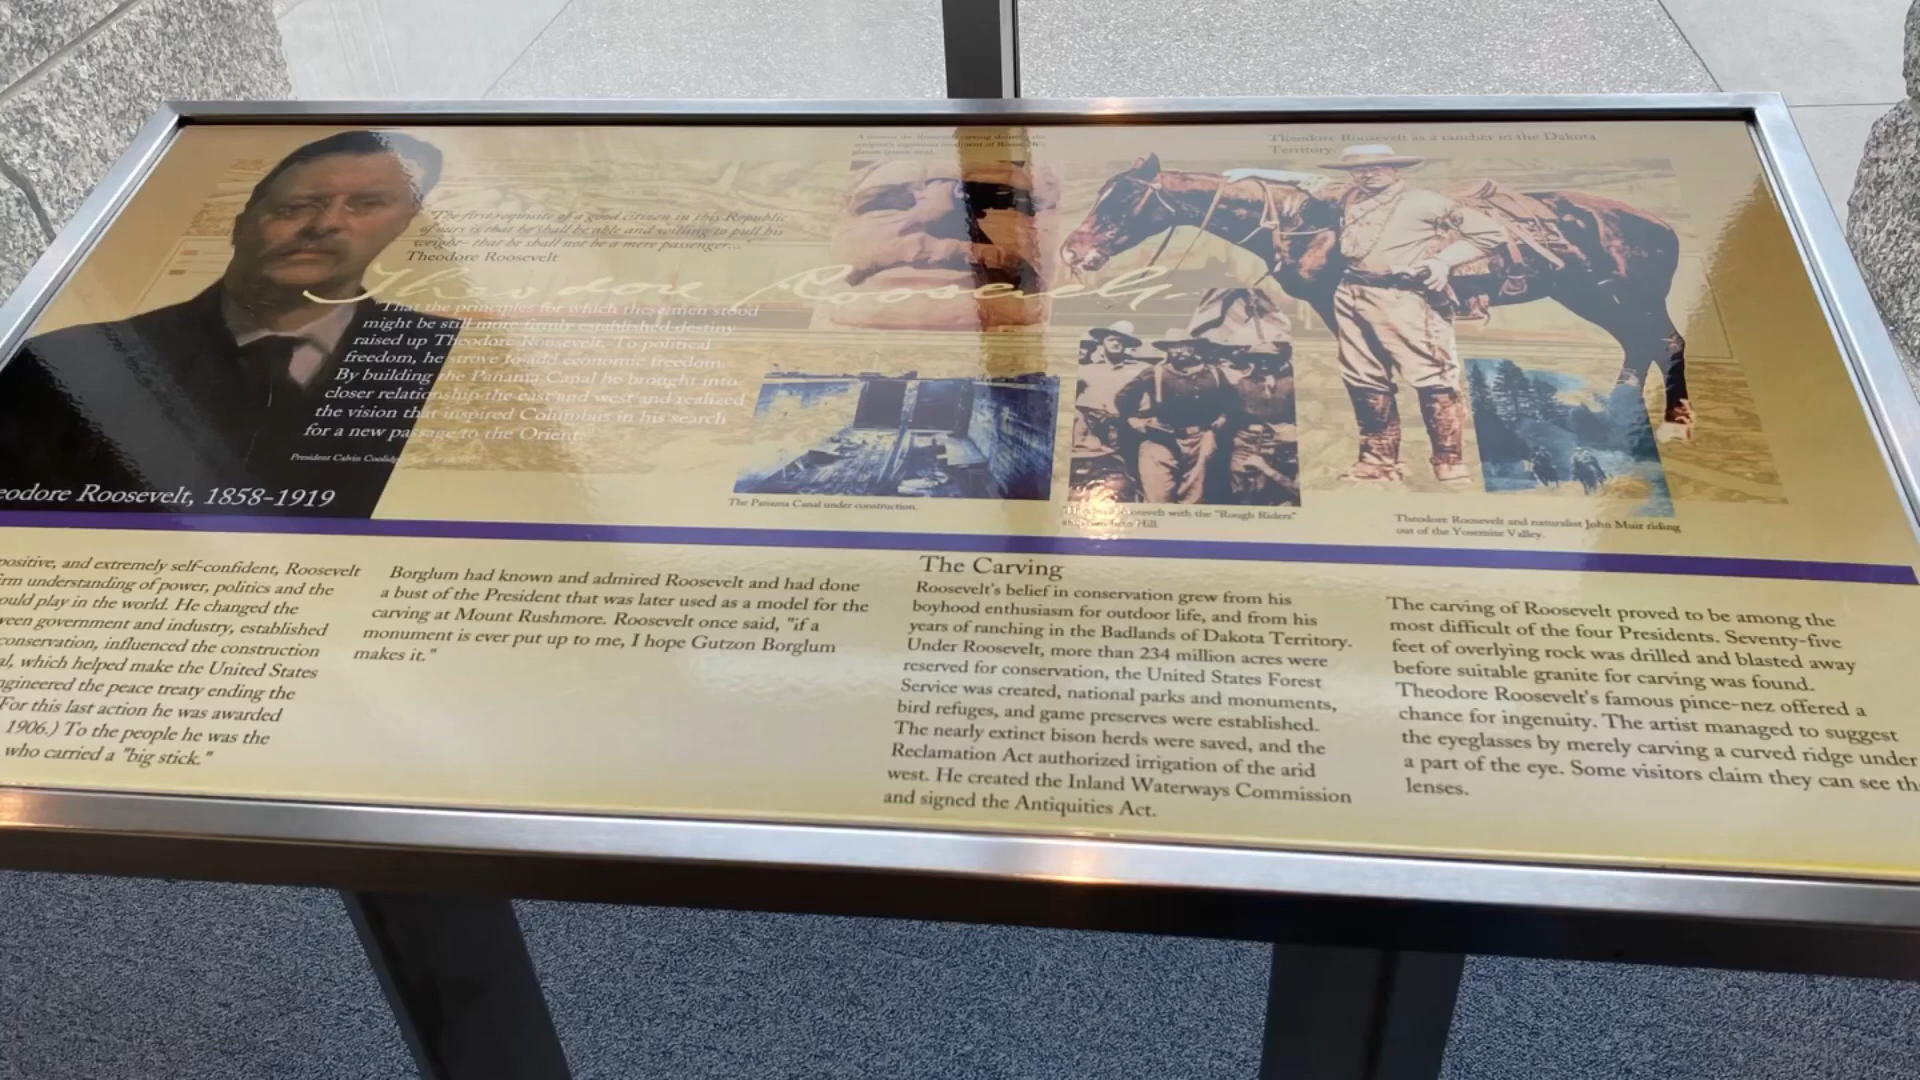 "The first requisite of a good citizen in this Republic
of ours is that he shall be able and willing to pull his
weight- that he shall not be a mere passenger..."
Theodore Roosevelt
Theodore Roosevelt
"That the principles for which these men stood
might be still more firmly established destiny
raised up Theodore Roosevelt. To political
freedom, he strove to add economic freedom.
By building the Panama Canal he brought into
closer relationship the east and west and realized
the vision that inspired Columbus in his search
for a new passage to the Orient."
President Calvin Coolidge
eodore Roosevelt, 1858-1919
Theodore Roosevelt as a rancher in the Dakota
Territory.
The Panama Canal under construction.
with the "Rough Riders"
Hill.
Theodore Roosevelt and naturalist John Muir riding
out of the Yosemite Valley.
positive, and extremely self-confident, Roosevelt
irm understanding of power, politics and the
ould play in the world. He changed the
ween government and industry, established
conservation, influenced the construction
al, which helped make the United States
ngineered the peace treaty ending the
For this last action he was awarded
1906.) To the people he was the
who carried a "big stick."
Borglum had known and admired Roosevelt and had done
a bust of the President that was later used as a model for the
carving at Mount Rushmore. Roosevelt once said, "if a
monument is ever put up to me, I hope Gutzon Borglum
makes it."
The Carving
Roosevelt's belief in conservation grew from his
boyhood enthusiasm for outdoor life, and from his
years of ranching in the Badlands of Dakota Territory.
Under Roosevelt, more than 234 million acres were
reserved for conservation, the United States Forest
Service was created, national parks and monuments,
bird refuges, and game preserves were established.
The nearly extinct bison herds were saved, and the
Reclamation Act authorized irrigation of the arid
west. He created the Inland Waterways Commission
and signed the Antiquities Act.
The carving of Roosevelt proved to be among the
most difficult of the four Presidents. Seventy-five
feet of overlying rock was drilled and blasted away
before suitable granite for carving was found.
Theodore Roosevelt's famous pince-nez offered a
chance for ingenuity. The artist managed to suggest
the eyeglasses by merely carving a curved ridge under
a part of the eye. Some visitors claim they can see th
lenses.